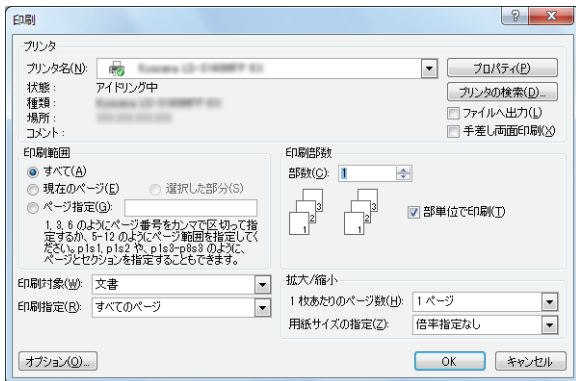 印刷
プリンタ
プリンタ名(N):
プロパティ(P)
状態: アイドリング中
プリンタの検索(D)...
種類:
場所:
ファイルへ出力(L)
コメント:
手差し両面印刷(X)
印刷範囲
すべて(A)
現在のページ(E) 選択した部分(S)
ページ指定(G):
1, 3, 6 のようにページ番号をカンマで区切って指
定するか、5-12 のようにページ範囲を指定してく
ださい。p1s1, p1s2 や、p1s3-p8s3 のように、
ページとセクションを指定することもできます。
印刷部数
部数(C): 1
1 2 3 1 2 3
部単位で印刷(T)
印刷対象(W): 文書
印刷指定(R): すべてのページ
拡大/縮小
1 枚あたりのページ数(H): 1 ページ
用紙サイズの指定(Z): 倍率指定なし
オプション(O)...
OK キャンセル